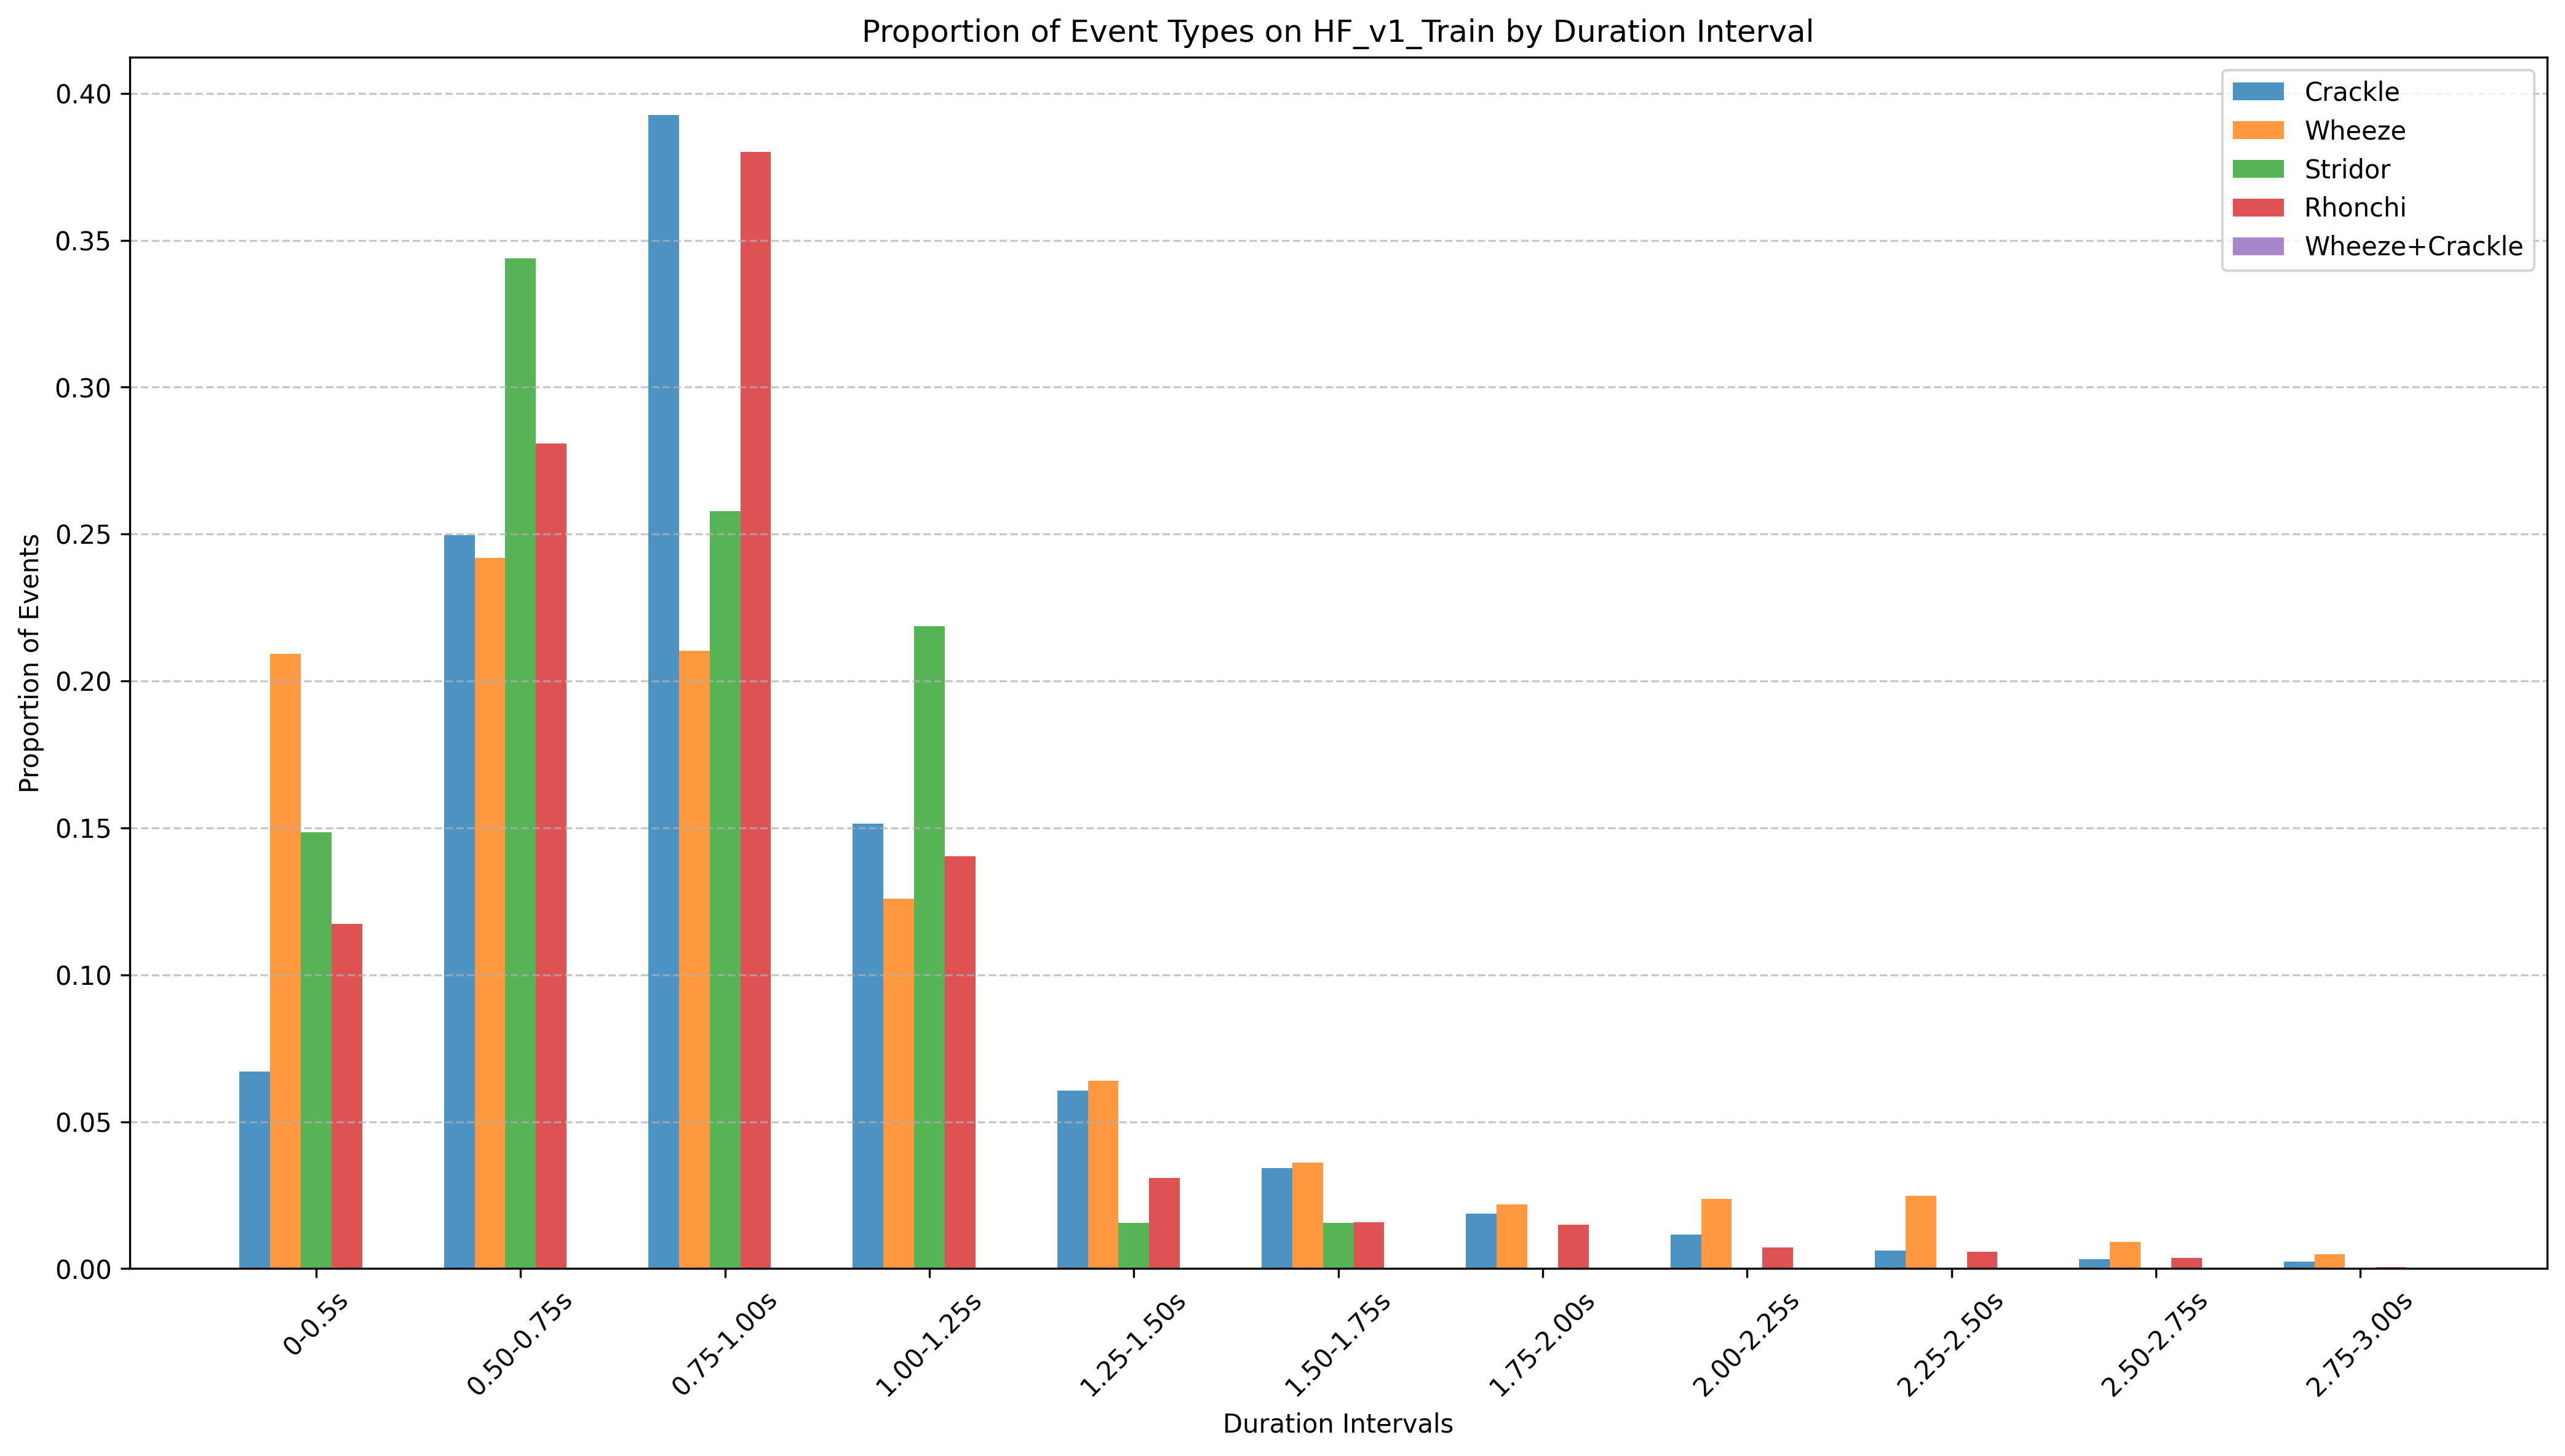 Proportion of Event Types on HF_v1_Train by Duration Interval
Crackle
Wheeze
Stridor
Rhonchi
Wheeze+Crackle
Proportion of Events
0.40
0.35
0.30
0.25
0.20
0.15
0.10
0.05
0.00
0-0.5s
0.50-0.75s
0.75-1.00s
1.00-1.25s
1.25-1.50s
1.50-1.75s
1.75-2.00s
2.00-2.25s
2.25-2.50s
2.50-2.75s
2.75-3.00s
Duration Intervals